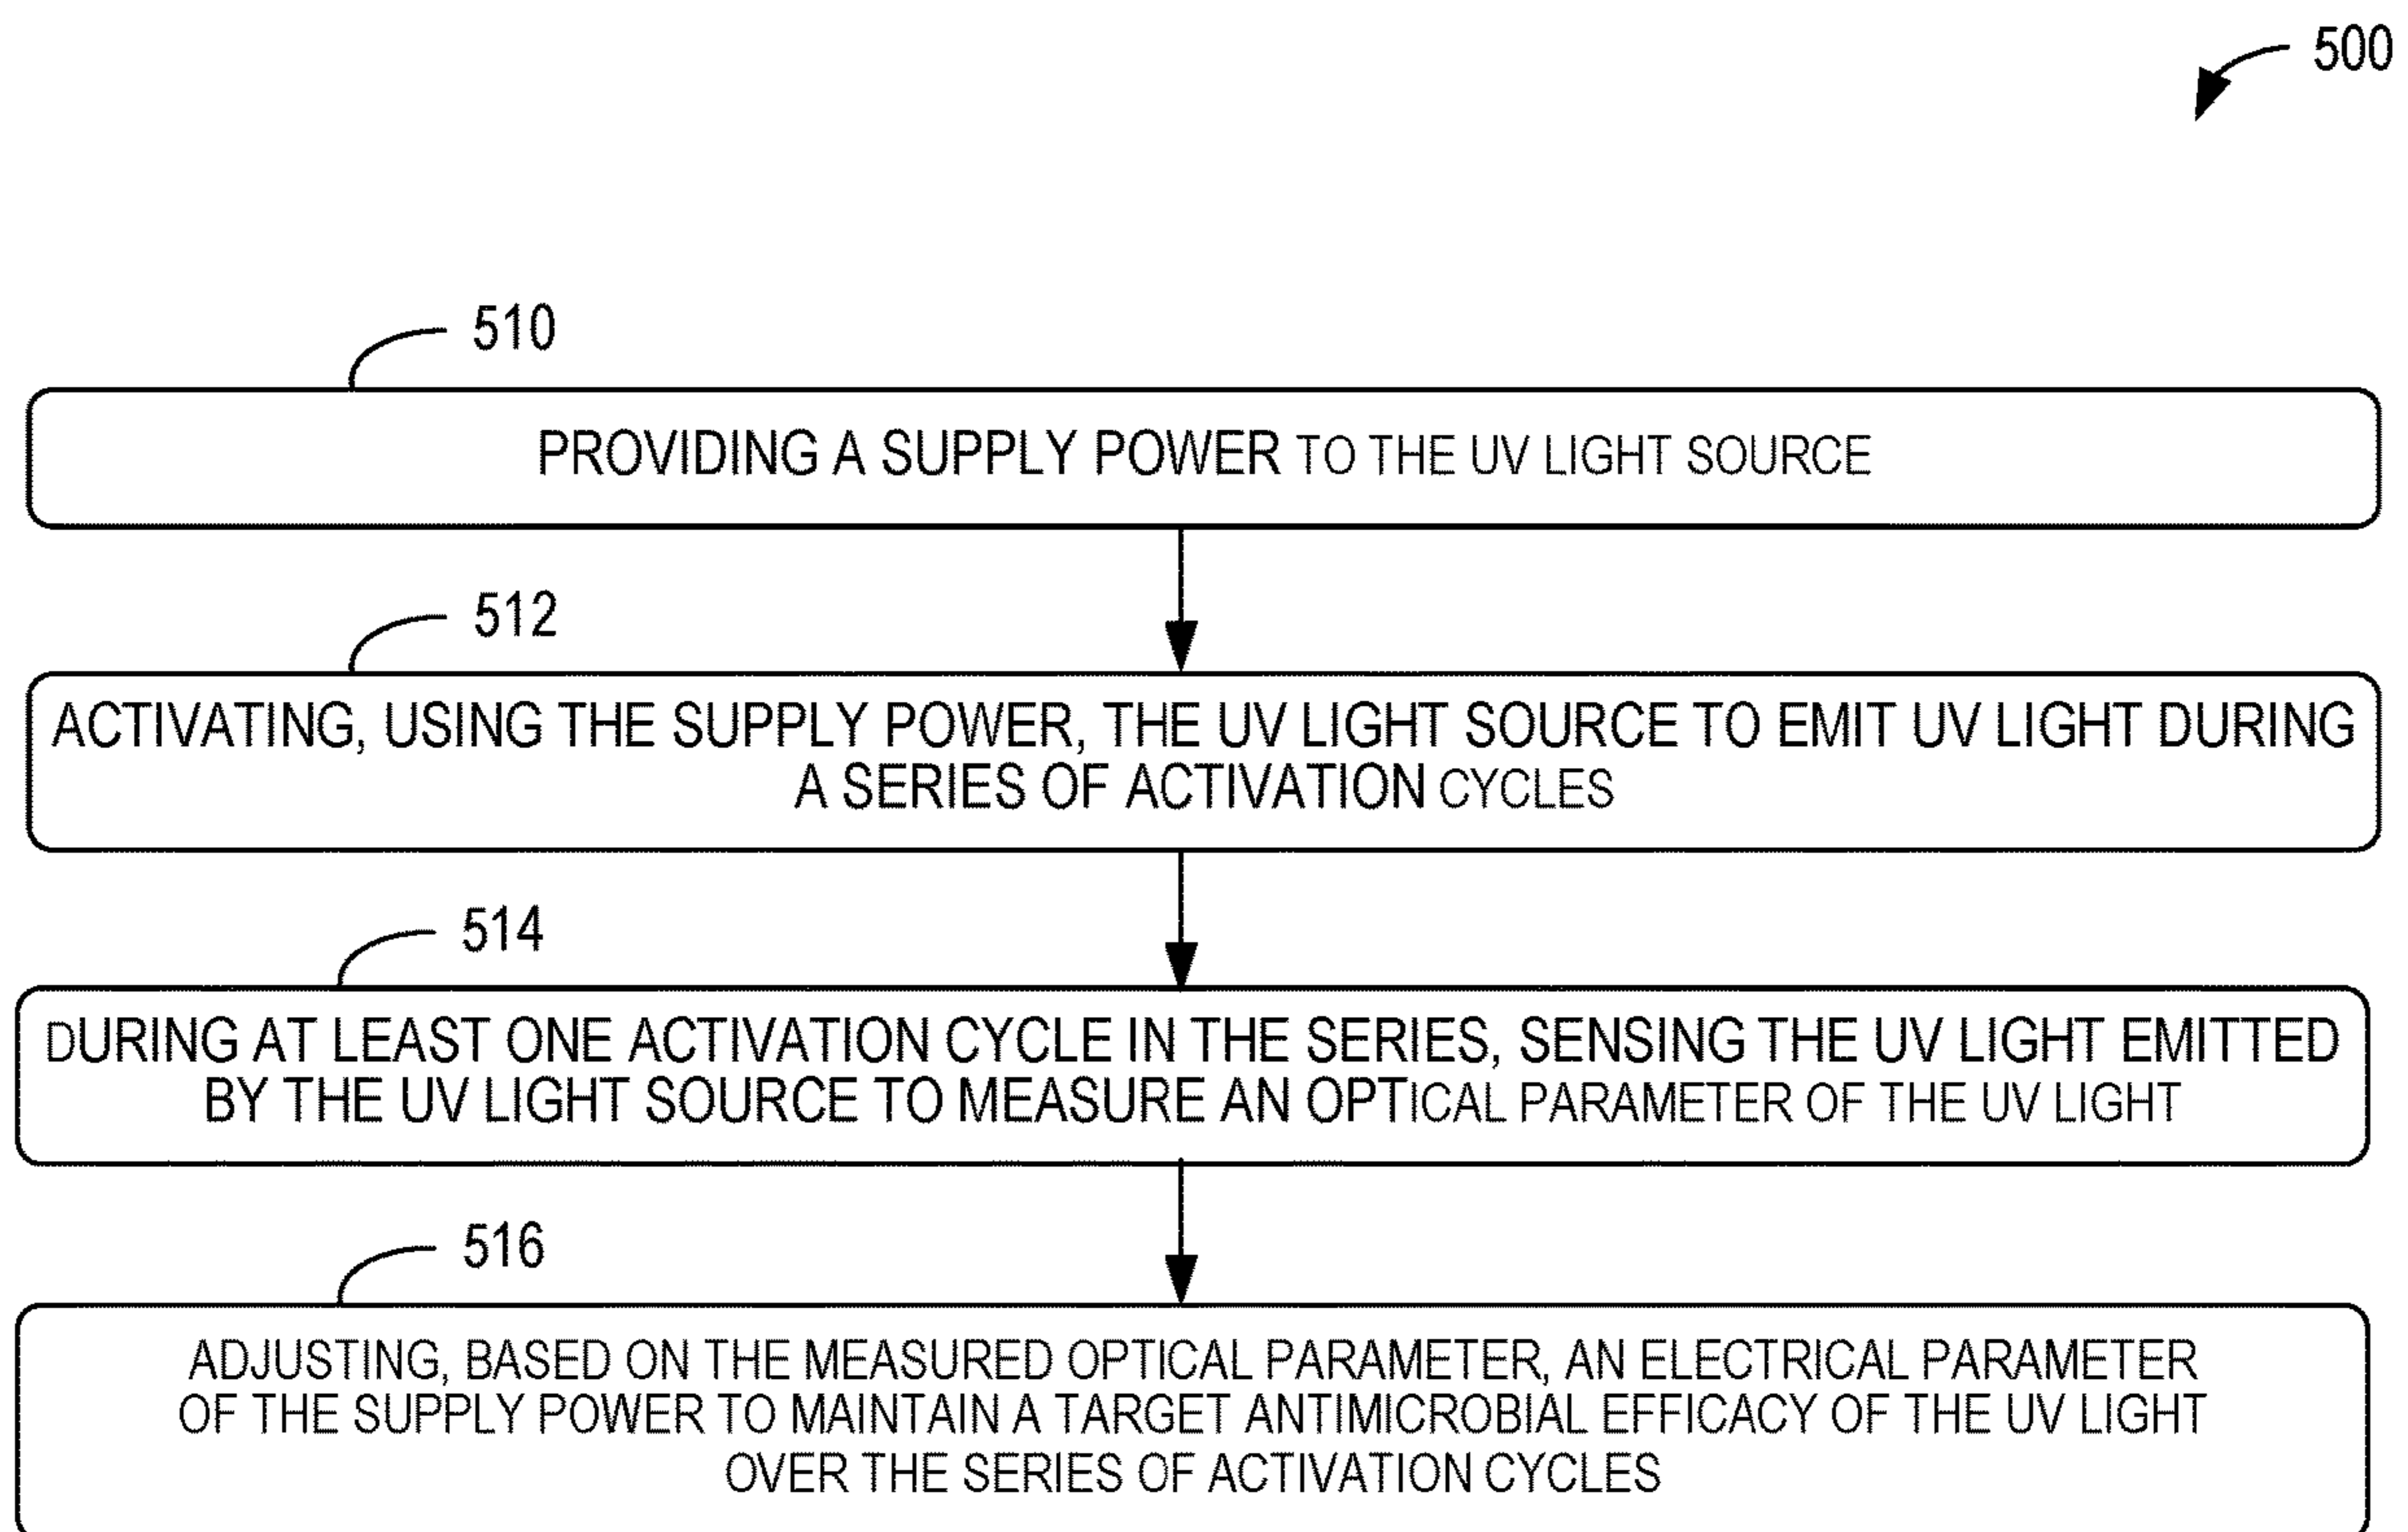 500
510
PROVIDING A SUPPLY POWER TO THE UV LIGHT SOURCE
512
ACTIVATING, USING THE SUPPLY POWER, THE UV LIGHT SOURCE TO EMIT UV LIGHT DURING
A SERIES OF ACTIVATION CYCLES
514
DURING AT LEAST ONE ACTIVATION CYCLE IN THE SERIES, SENSING THE UV LIGHT EMITTED
BY THE UV LIGHT SOURCE TO MEASURE AN OPTICAL PARAMETER OF THE UV LIGHT
516
ADJUSTING, BASED ON THE MEASURED OPTICAL PARAMETER, AN ELECTRICAL PARAMETER
OF THE SUPPLY POWER TO MAINTAIN A TARGET ANTIMICROBIAL EFFICACY OF THE UV LIGHT
OVER THE SERIES OF ACTIVATION CYCLES